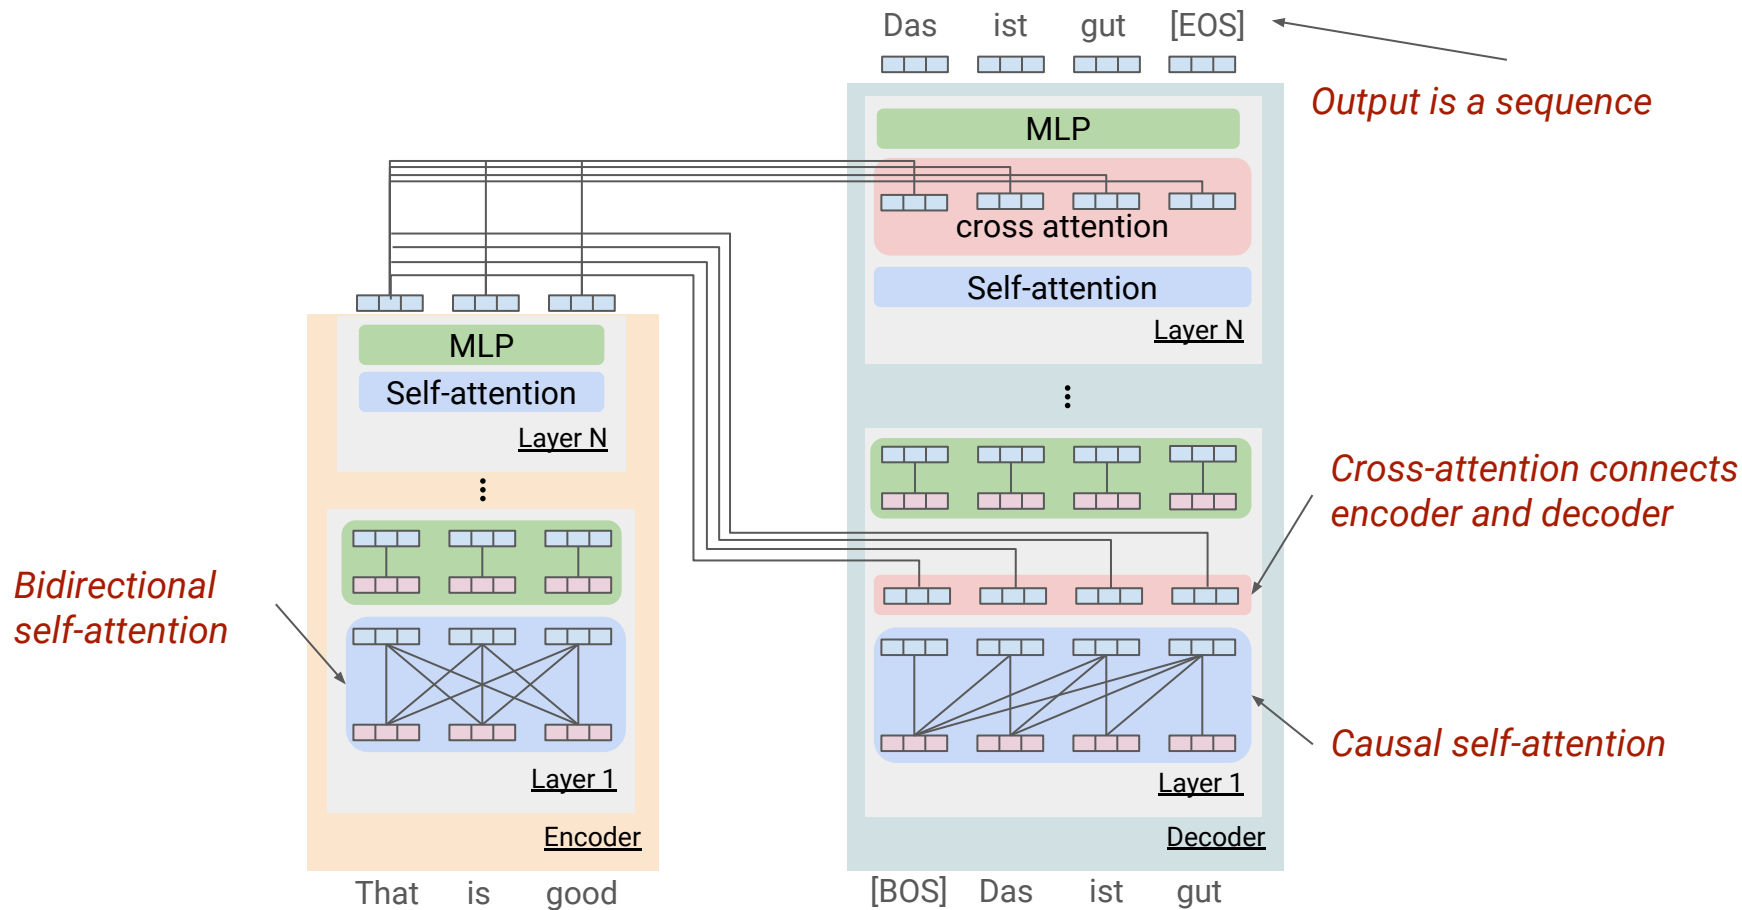 Das ist gut [EOS]
Output is a sequence
MLP
cross attention
Self-attention
Layer N
MLP
Self-attention
Layer N
Cross-attention connects
encoder and decoder
Bidirectional
self-attention
Causal self-attention
Layer 1
Layer 1
Encoder
Decoder
That is good
[BOS] Das ist gut